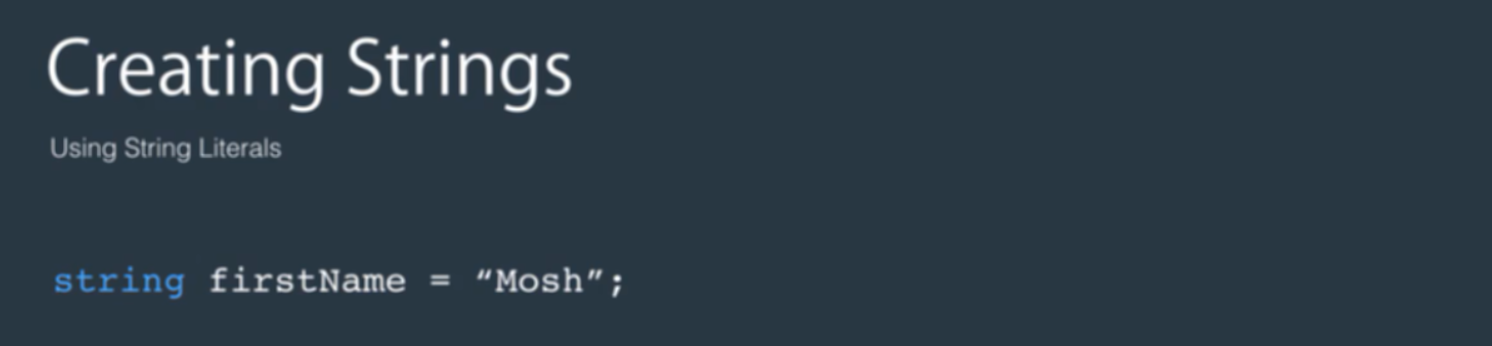 Creating Strings
Using String Literals
string firstName = “Mosh”;